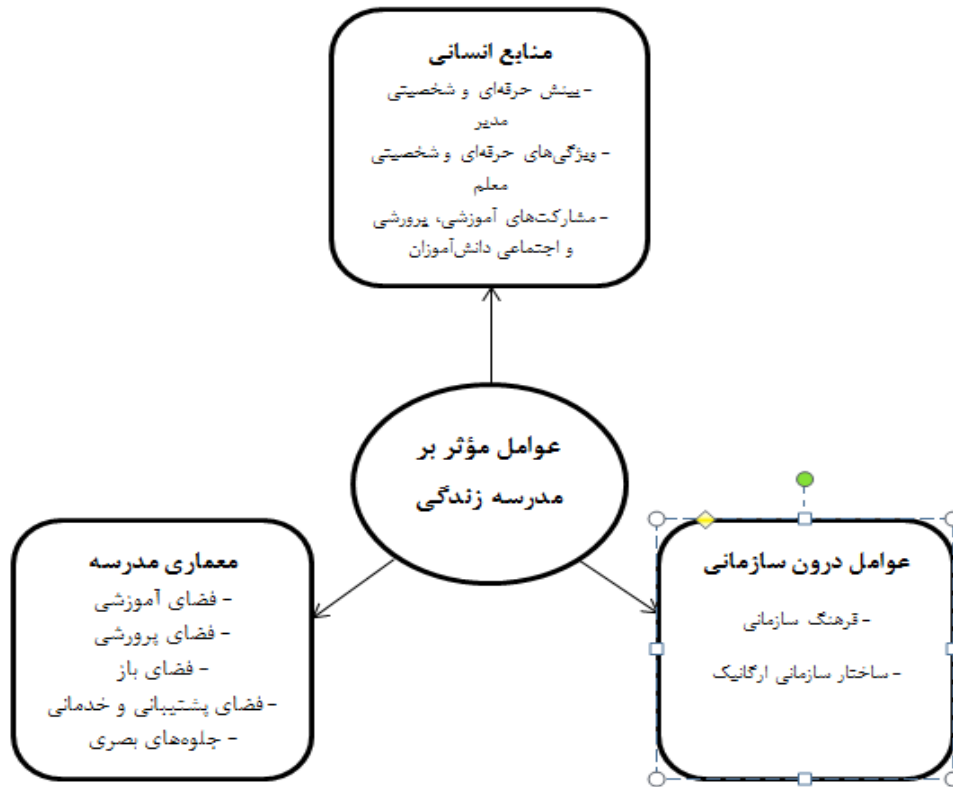 منابع انسانی
- بینش حرفه‌ای و شخصیتی
مدیر
- ویژگی‌های حرفه‌ای و شخصیتی
معلم
- مشارکت‌های آموزشی، پرورشی
و اجتماعی دانش‌آموزان
عوامل مؤثر بر
مدرسه زندگی
عوامل درون سازمانی
- فرهنگ سازمانی
- ساختار سازمانی ارگانیک
معماری مدرسه
- فضای آموزشی
- فضای پرورشی
- فضای باز
- فضای پشتیبانی و خدماتی
- جلوه‌های بصری